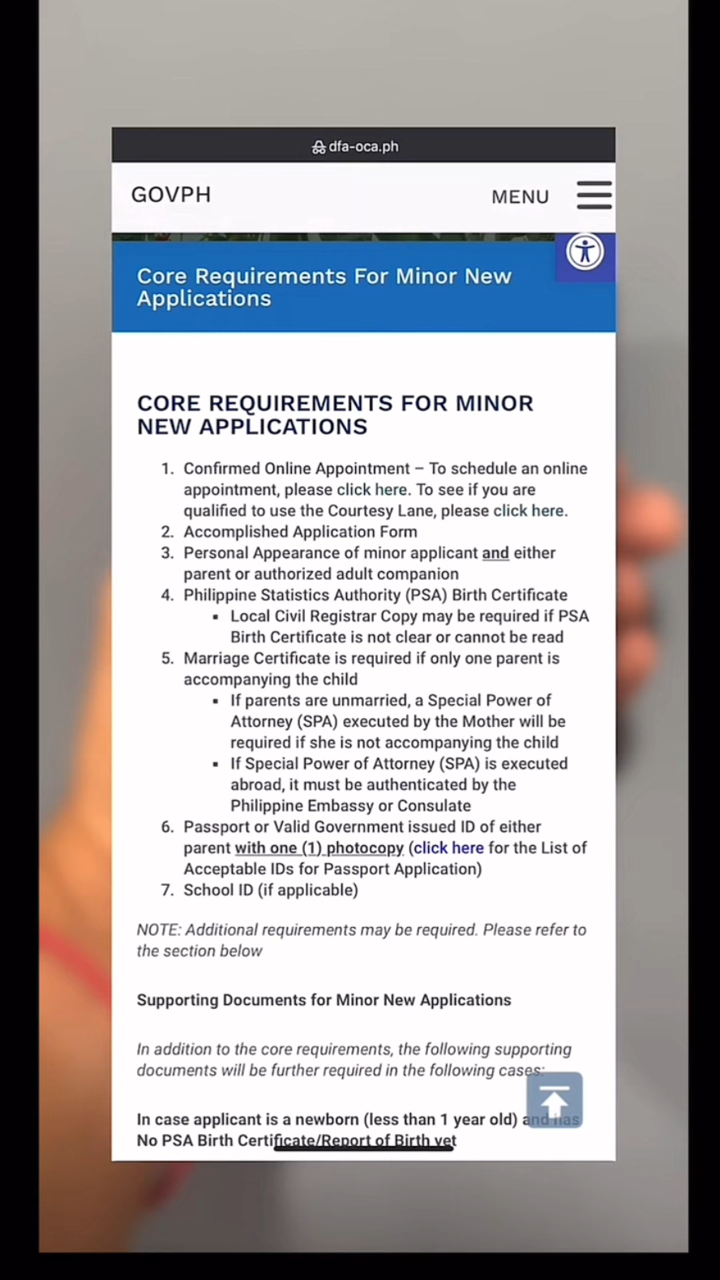 dfa-oca.ph
GOVPH
MENU
Core Requirements For Minor New
Applications
CORE REQUIREMENTS FOR MINOR
NEW APPLICATIONS
1. Confirmed Online Appointment – To schedule an online
appointment, please click here. To see if you are
qualified to use the Courtesy Lane, please click here.
2. Accomplished Application Form
3. Personal Appearance of minor applicant and either
parent or authorized adult companion
4. Philippine Statistics Authority (PSA) Birth Certificate
▪ Local Civil Registrar Copy may be required if PSA
Birth Certificate is not clear or cannot be read
5. Marriage Certificate is required if only one parent is
accompanying the child
▪ If parents are unmarried, a Special Power of
Attorney (SPA) executed by the Mother will be
required if she is not accompanying the child
▪ If Special Power of Attorney (SPA) is executed
abroad, it must be authenticated by the
Philippine Embassy or Consulate
6. Passport or Valid Government issued ID of either
parent with one (1) photocopy (click here for the List of
Acceptable IDs for Passport Application)
7. School ID (if applicable)
NOTE: Additional requirements may be required. Please refer to
the section below
Supporting Documents for Minor New Applications
In addition to the core requirements, the following supporting
documents will be further required in the following cases:
In case applicant is a newborn (less than 1 year old) and has
No PSA Birth Certificate/Report of Birth yet